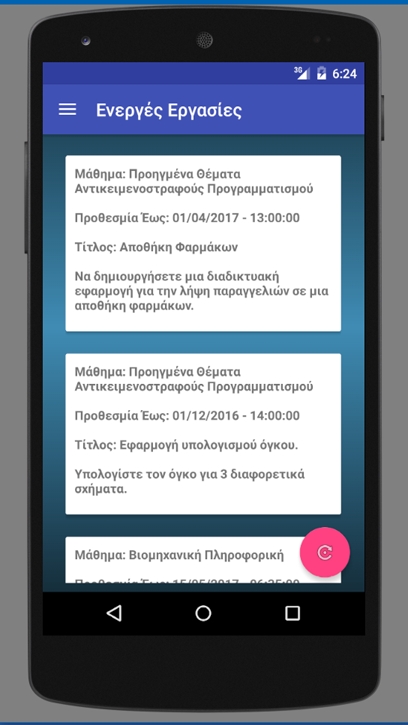 3G 6:24
Ενεργές Εργασίες
Μάθημα: Προηγμένα Θέματα
Αντικειμενοστραφούς Προγραμματισμού
Προθεσμία Έως: 01/04/2017 - 13:00:00
Τίτλος: Αποθήκη Φαρμάκων
Να δημιουργήσετε μια διαδικτυακή
εφαρμογή για την λήψη παραγγελιών σε μια
αποθήκη φαρμάκων.
Μάθημα: Προηγμένα Θέματα
Αντικειμενοστραφούς Προγραμματισμού
Προθεσμία Έως: 01/12/2016 - 14:00:00
Τίτλος: Εφαρμογή υπολογισμού όγκου.
Υπολογίστε τον όγκο για 3 διαφορετικά
σχήματα.
Μάθημα: Βιομηχανική Πληροφορική
Προθεσμία Έως: 15/05/2017 - 06:25:00